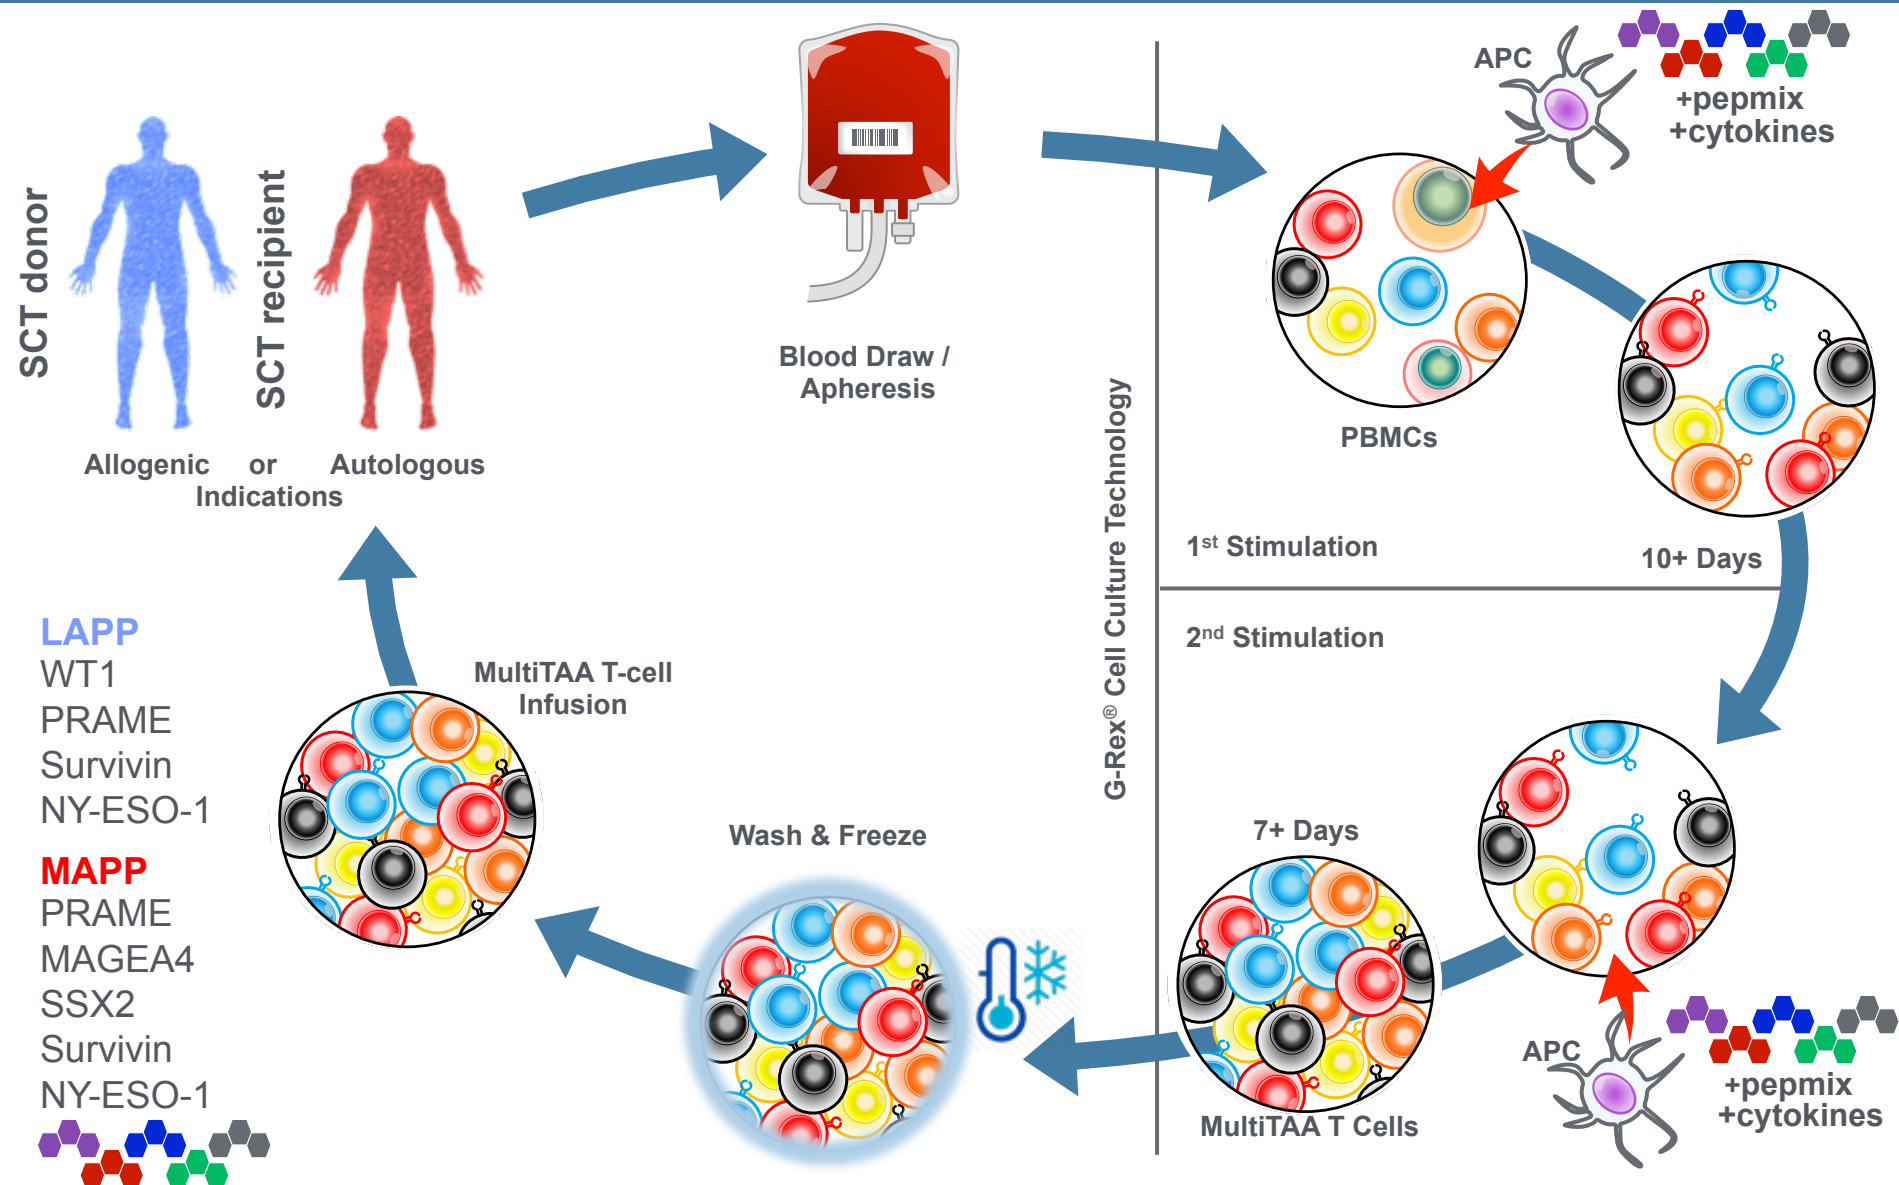 SCT donor
SCT recipient
Allogenic or Autologous
Indications
Blood Draw /
Apheresis
G-Rex® Cell Culture Technology
APC
+pepmix
+cytokines
PBMCs
1st Stimulation
10+ Days
2nd Stimulation
APC
+pepmix
+cytokines
7+ Days
MultiTAA T Cells
Wash & Freeze
MultiTAA T-cell
Infusion
LAPP
WT1
PRAME
Survivin
NY-ESO-1
MAPP
PRAME
MAGEA4
SSX2
Survivin
NY-ESO-1